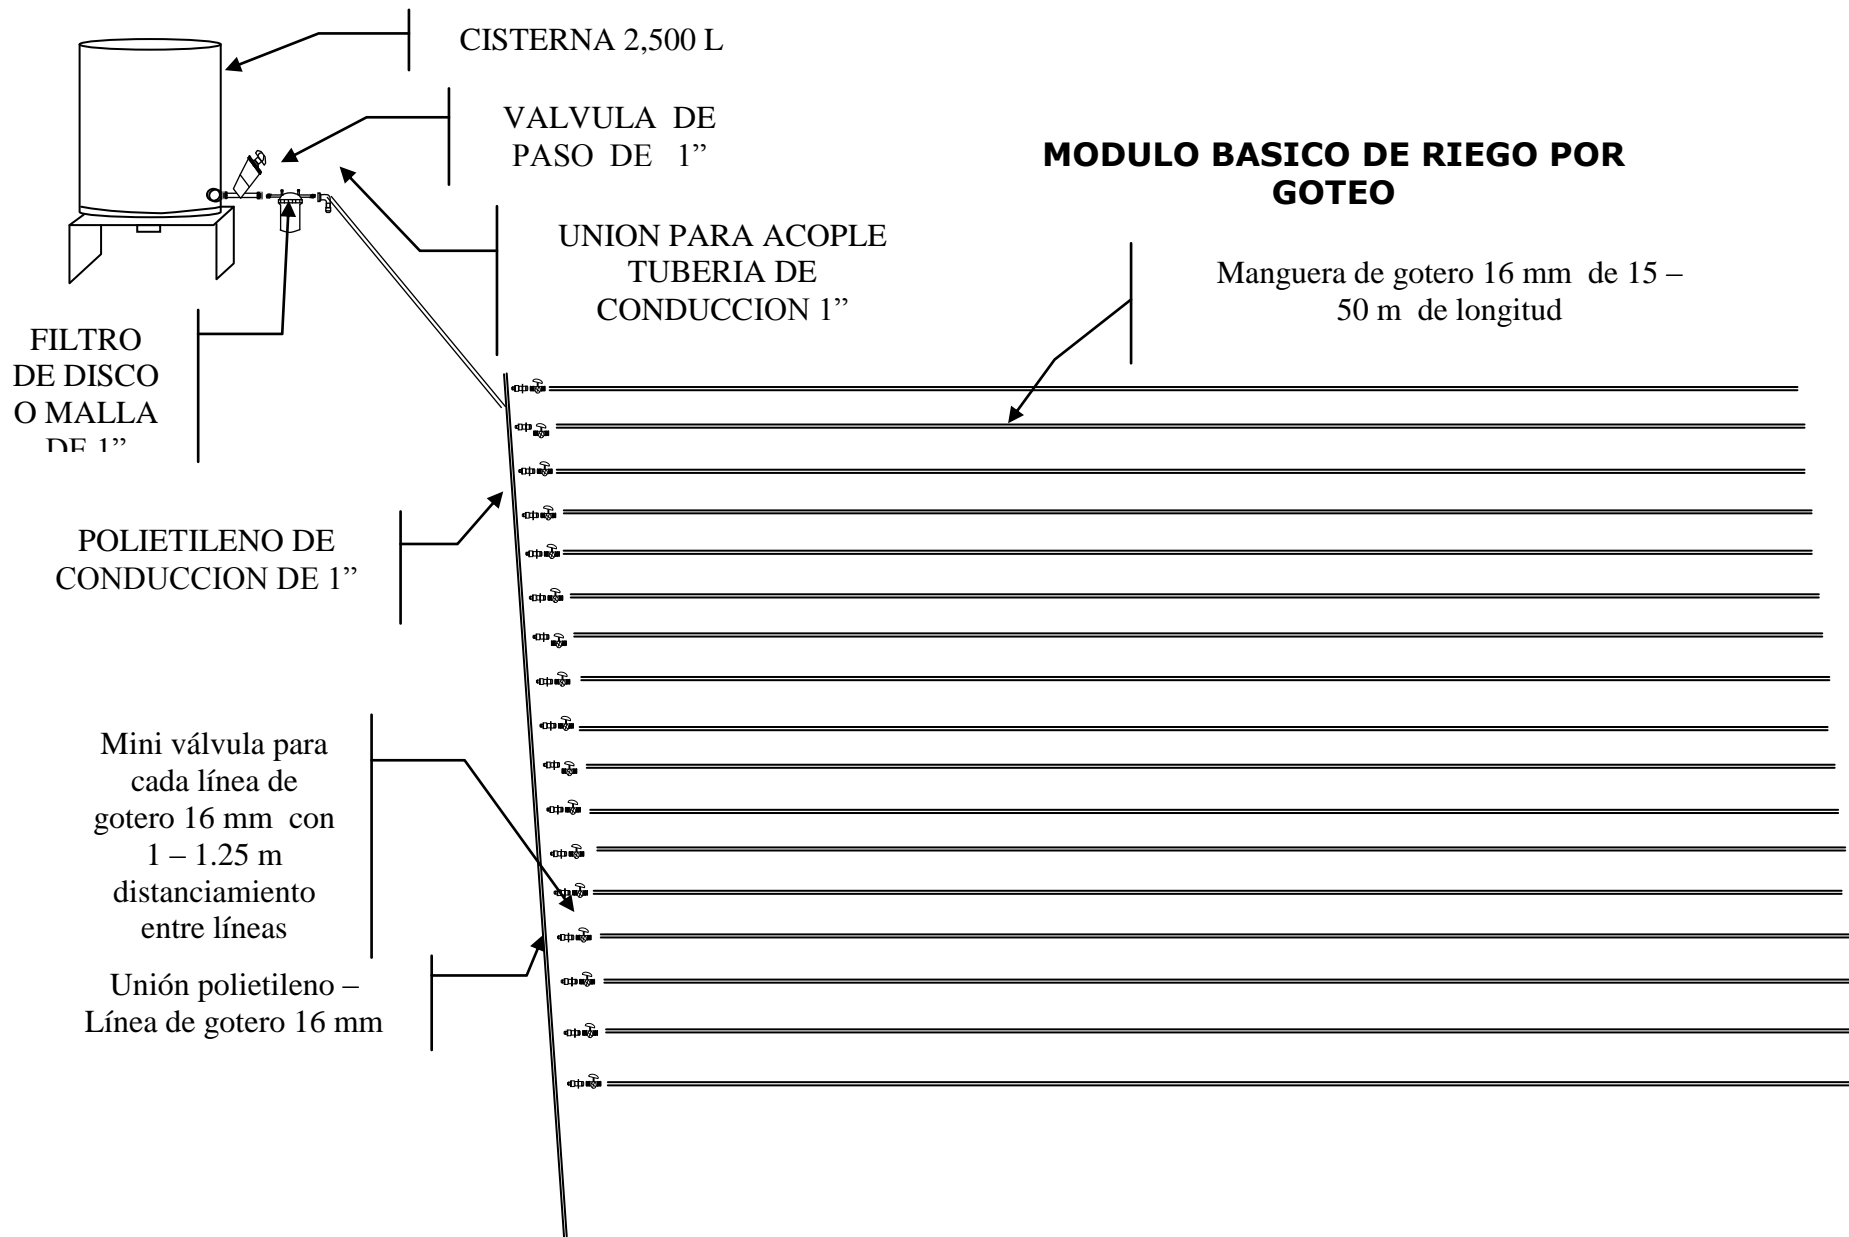 CISTERNA 2,500 L
VALVULA DE
PASO DE 1”
MODULO BASICO DE RIEGO POR
GOTEO
UNION PARA ACOPLE
TUBERIA DE
CONDUCCION 1”
Manguera de gotero 16 mm de 15 –
50 m de longitud
FILTRO
DE DISCO
O MALLA
DE 1”
POLIETILENO DE
CONDUCCION DE 1”
Mini válvula para
cada línea de
gotero 16 mm con
1 – 1.25 m
distanciamiento
entre líneas
Unión polietileno –
Línea de gotero 16 mm